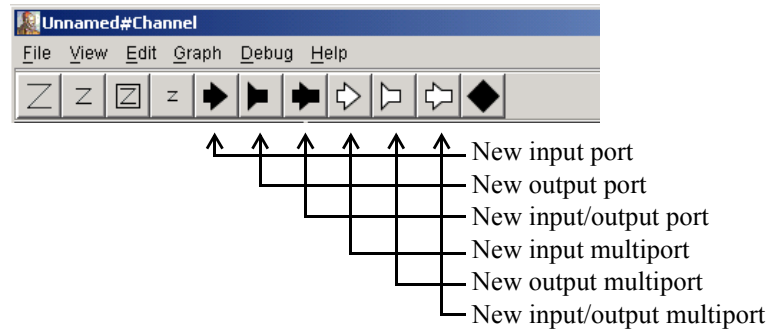 Unnamed#Channel
File View Edit Graph Debug Help
Z Z Z Z
New input port
New output port
New input/output port
New input multiport
New output multiport
New input/output multiport